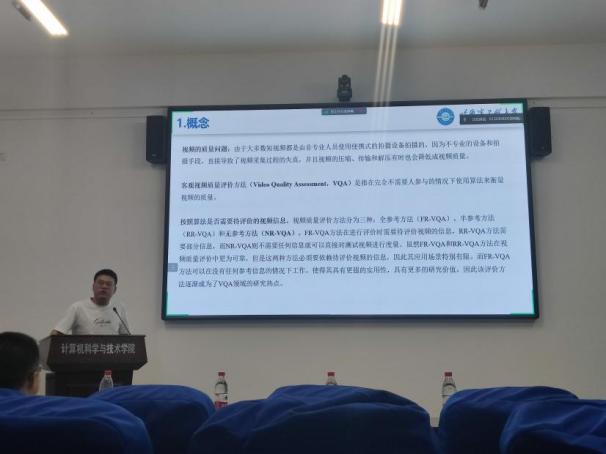 1.概念
视频的质量问题：由于大多数短视频都是由非专业人员使用便携式的拍摄设备拍摄的，因为不专业的设备和拍
摄手段，直接导致了视频采集过程的失真，并且视频的压缩、传输和解压有时也会降低成视频质量。
客观视频质量评价方法（Video Quality Assessment，VQA）是指在完全不需要人参与的情况下使用算法来衡量
视频的质量。
按照算法是否需要待评价的视频信息，视频质量评价方法分为三种，全参考方法（FR-VQA）、半参考方法
（RR-VQA）和无参考方法（NR-VQA）。FR-VQA方法在进行评价时需要待评价视频的信息，RR-VQA方法需
要部分信息，而NR-VQA则不需要任何信息就可以直接对测试视频进行度量。虽然FR-VQA和RR-VQA方法在视
频质量评价中更为可靠，但是这两种方法必须要依赖待评价视频的信息，因此其应用场景特别有限。而FR-VQA
方法可以在没有任何参考信息的情况下工作，使得其具有更强的实用性，具有更多的研究价值，因此该评价方
法逐渐成为了VQA领域的研究热点。
计算机科学与技术学院